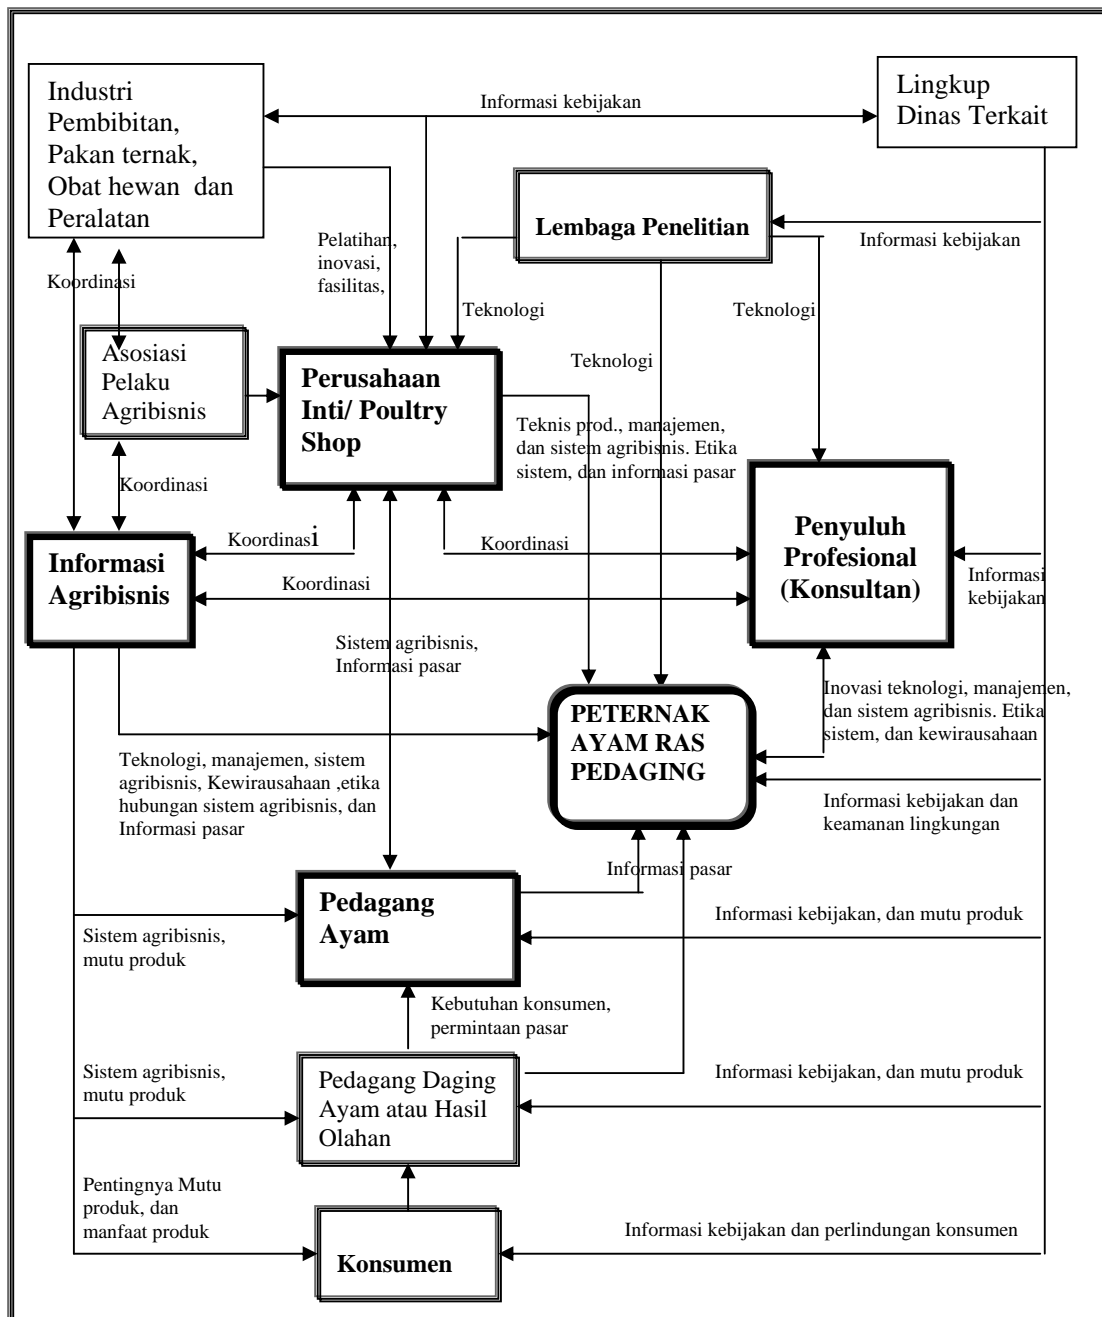 Industri
Pembibitan,
Pakan ternak,
Obat hewan dan
Peralatan
Informasi kebijakan
Lingkup
Dinas Terkait
Lembaga Penelitian
Informasi kebijakan
Pelatihan,
inovasi,
fasilitas,
Koordinasi
Teknologi
Teknologi
Teknologi
Asosiasi
Pelaku
Agribisnis
Perusahaan
Inti/ Poultry
Shop
Teknis prod., manajemen,
dan sistem agribisnis. Etika
sistem, dan informasi pasar
Koordinasi
Penyuluh
Profesional
(Konsultan)
Informasi
Agribisnis
Koordinasi
Koordinasi
Koordinasi
Informasi
kebijakan
Sistem agribisnis,
Informasi pasar
PETERNAK
AYAM RAS
PEDAGING
Inovasi teknologi, manajemen,
dan sistem agribisnis. Etika
sistem, dan kewirausahaan
Teknologi, manajemen, sistem
agribisnis, Kewirausahaan ,etika
hubungan sistem agribisnis, dan
Informasi pasar
Informasi kebijakan dan
keamanan lingkungan
Informasi pasar
Pedagang
Ayam
Informasi kebijakan, dan mutu produk
Sistem agribisnis,
mutu produk
Kebutuhan konsumen,
permintaan pasar
Sistem agribisnis,
mutu produk
Pedagang Daging
Ayam atau Hasil
Olahan
Informasi kebijakan, dan mutu produk
Pentingnya Mutu
produk, dan
manfaat produk
Konsumen
Informasi kebijakan dan perlindungan konsumen